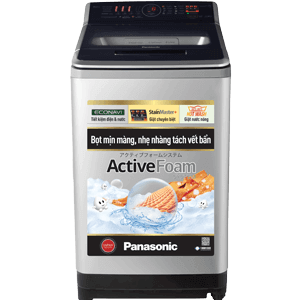 ECONAVI
Tiết kiệm điện & nước
StainMaster+
Giặt chuyên biệt
Giặt nước nóng
Bọt mịn màng, nhẹ nhàng tách vết bẩn
アクティブフォームシステム
ActiveFoam
Panasonic